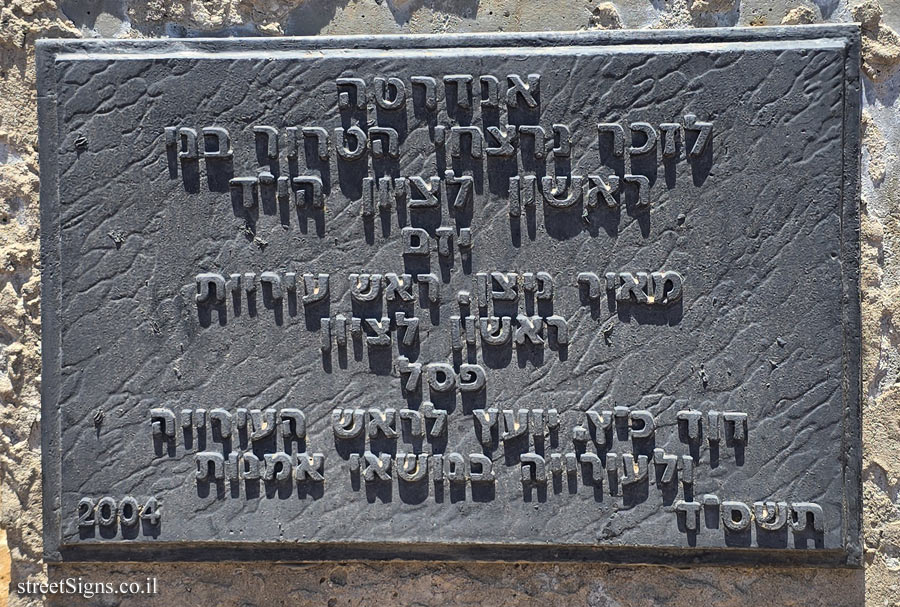 אנדרטה
לזכר נרצחי הטרור בני
ראשון לציון הי"ד
יזם
מאיר ניצן, ראש עיריית
ראשון לציון
פסל
דוד כ"ץ, יועץ לראש העירייה
ולעירייה בנושאי אמנות
תשס"ד
2004
streetSigns.co.il